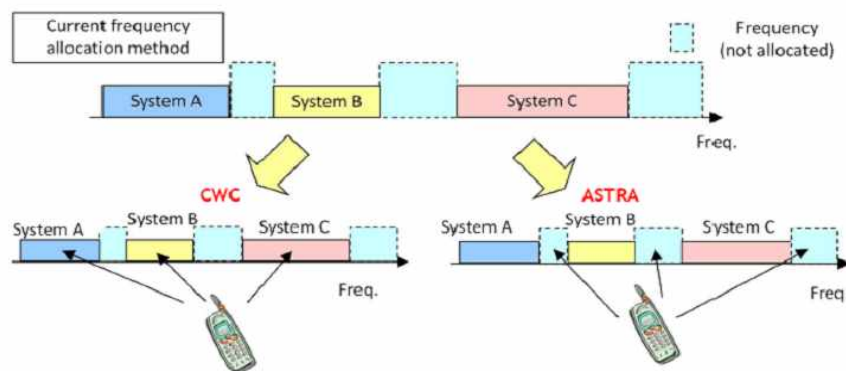 Current frequency
allocation method
Frequency
(not allocated)
System A
System B
System C
Freq.
CWC
ASTRA
System A
System B
System C
Freq.
System A
System B
System C
Freq